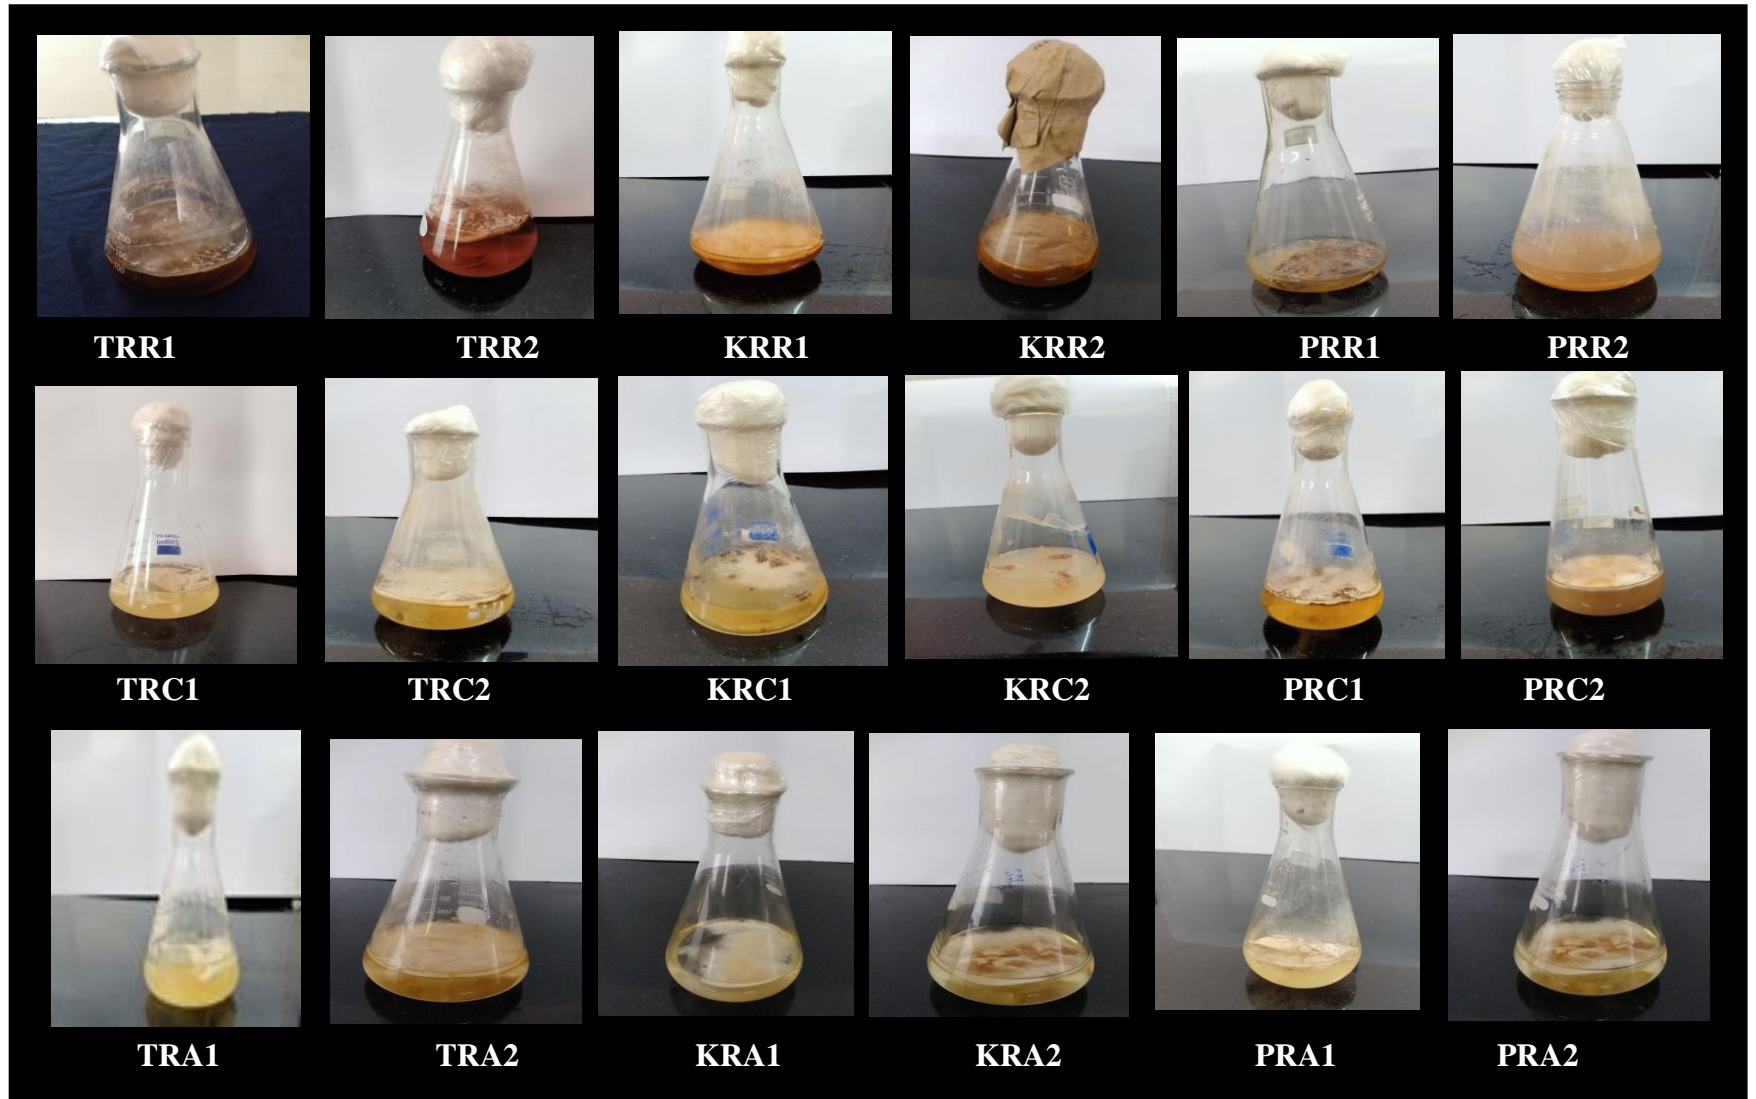 TRR1 TRR2 KRR1 KRR2 PRR1 PRR2
TRC1 TRC2 KRC1 KRC2 PRC1 PRC2
TRA1 TRA2 KRA1 KRA2 PRA1 PRA2